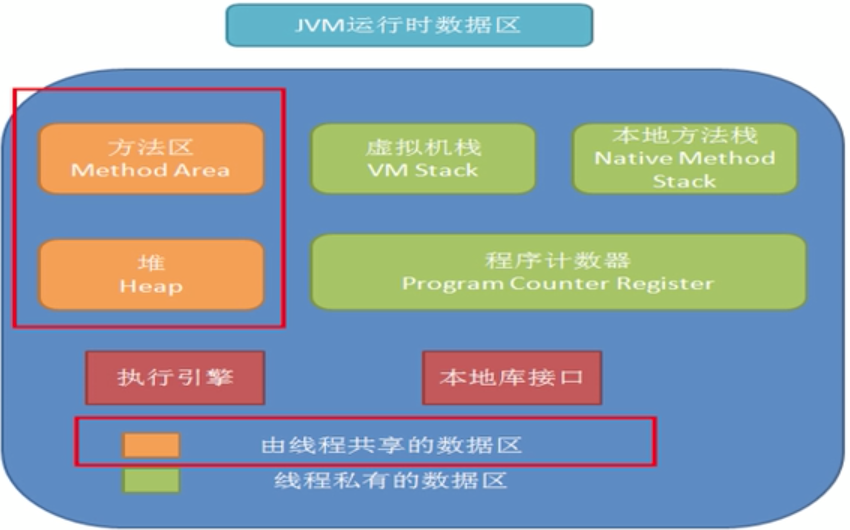 JVM运行时数据区
方法区
Method Area
虚拟机栈
VM Stack
本地方法栈
Native Method
Stack
堆
Heap
程序计数器
Program Counter Register
执行引擎
本地库接口
由线程共享的数据区
线程私有的数据区